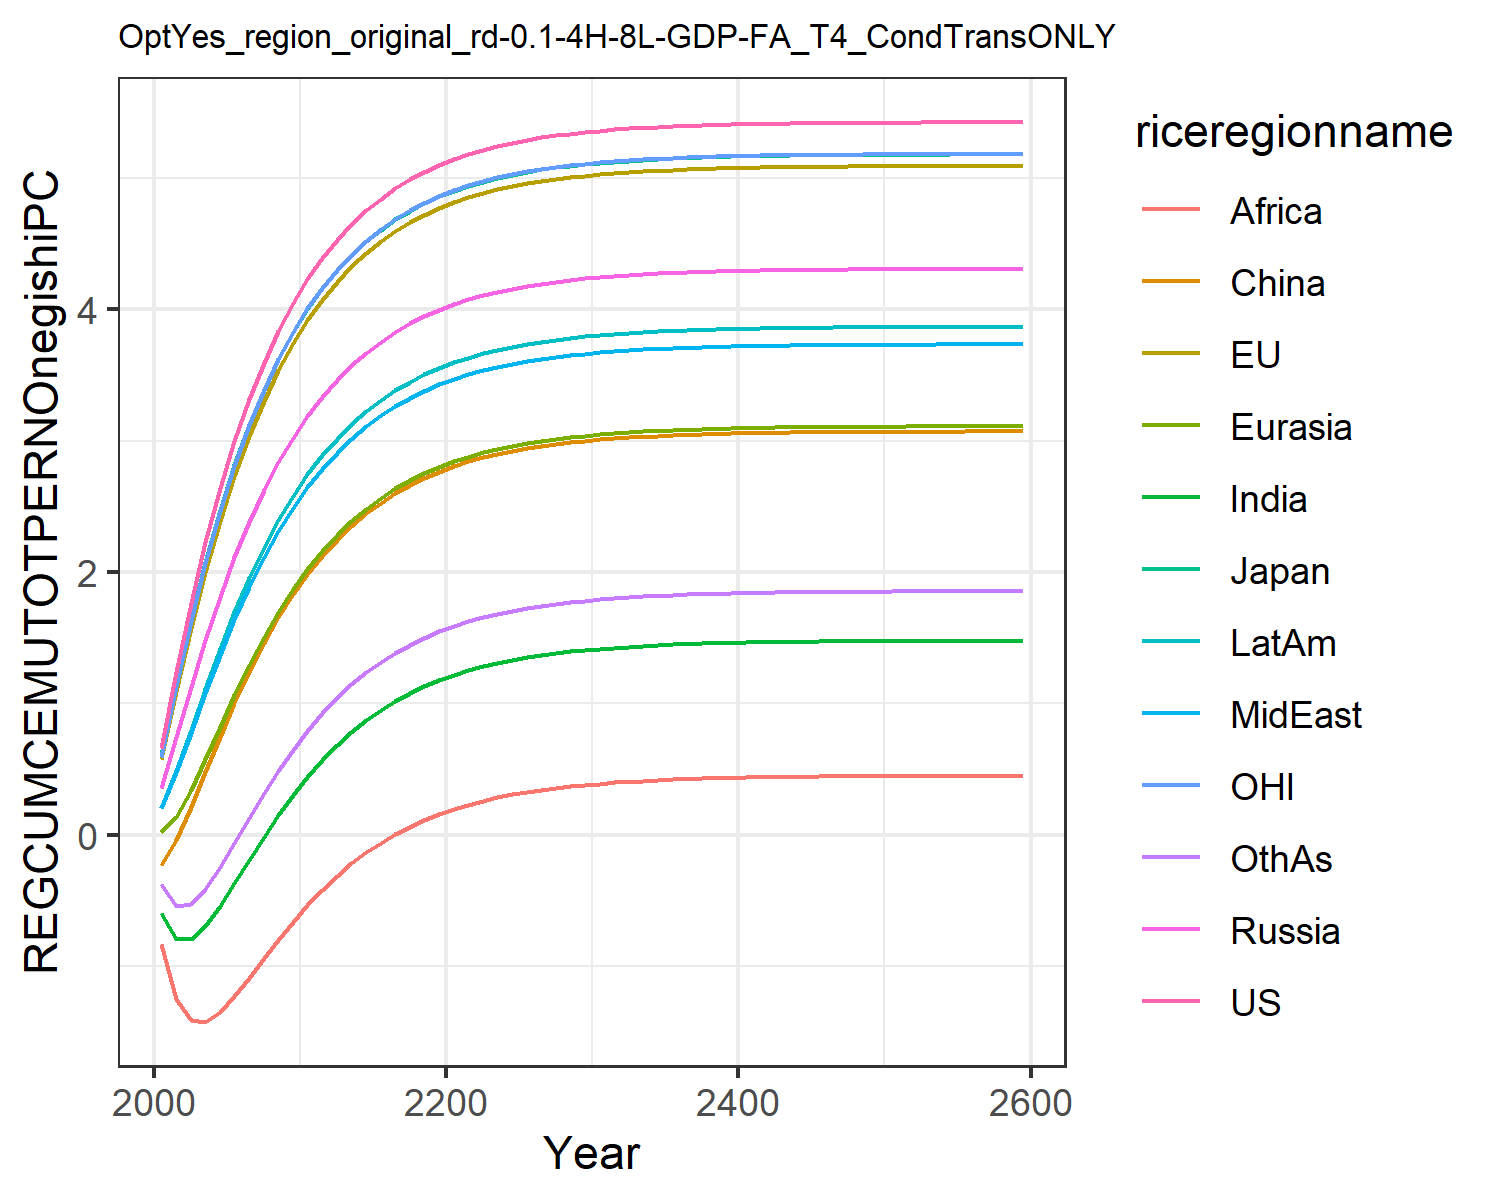 OptYes_region_original_rd-0.1-4H-8L-GDP-FA_T4_CondTransONLY
REGCUMCEMUTOTPERNOnegishiPC
4
2
0
2000
2200
2400
2600
Year
riceregionname
Africa
China
EU
Eurasia
India
Japan
LatAm
MidEast
OHI
OthAs
Russia
US